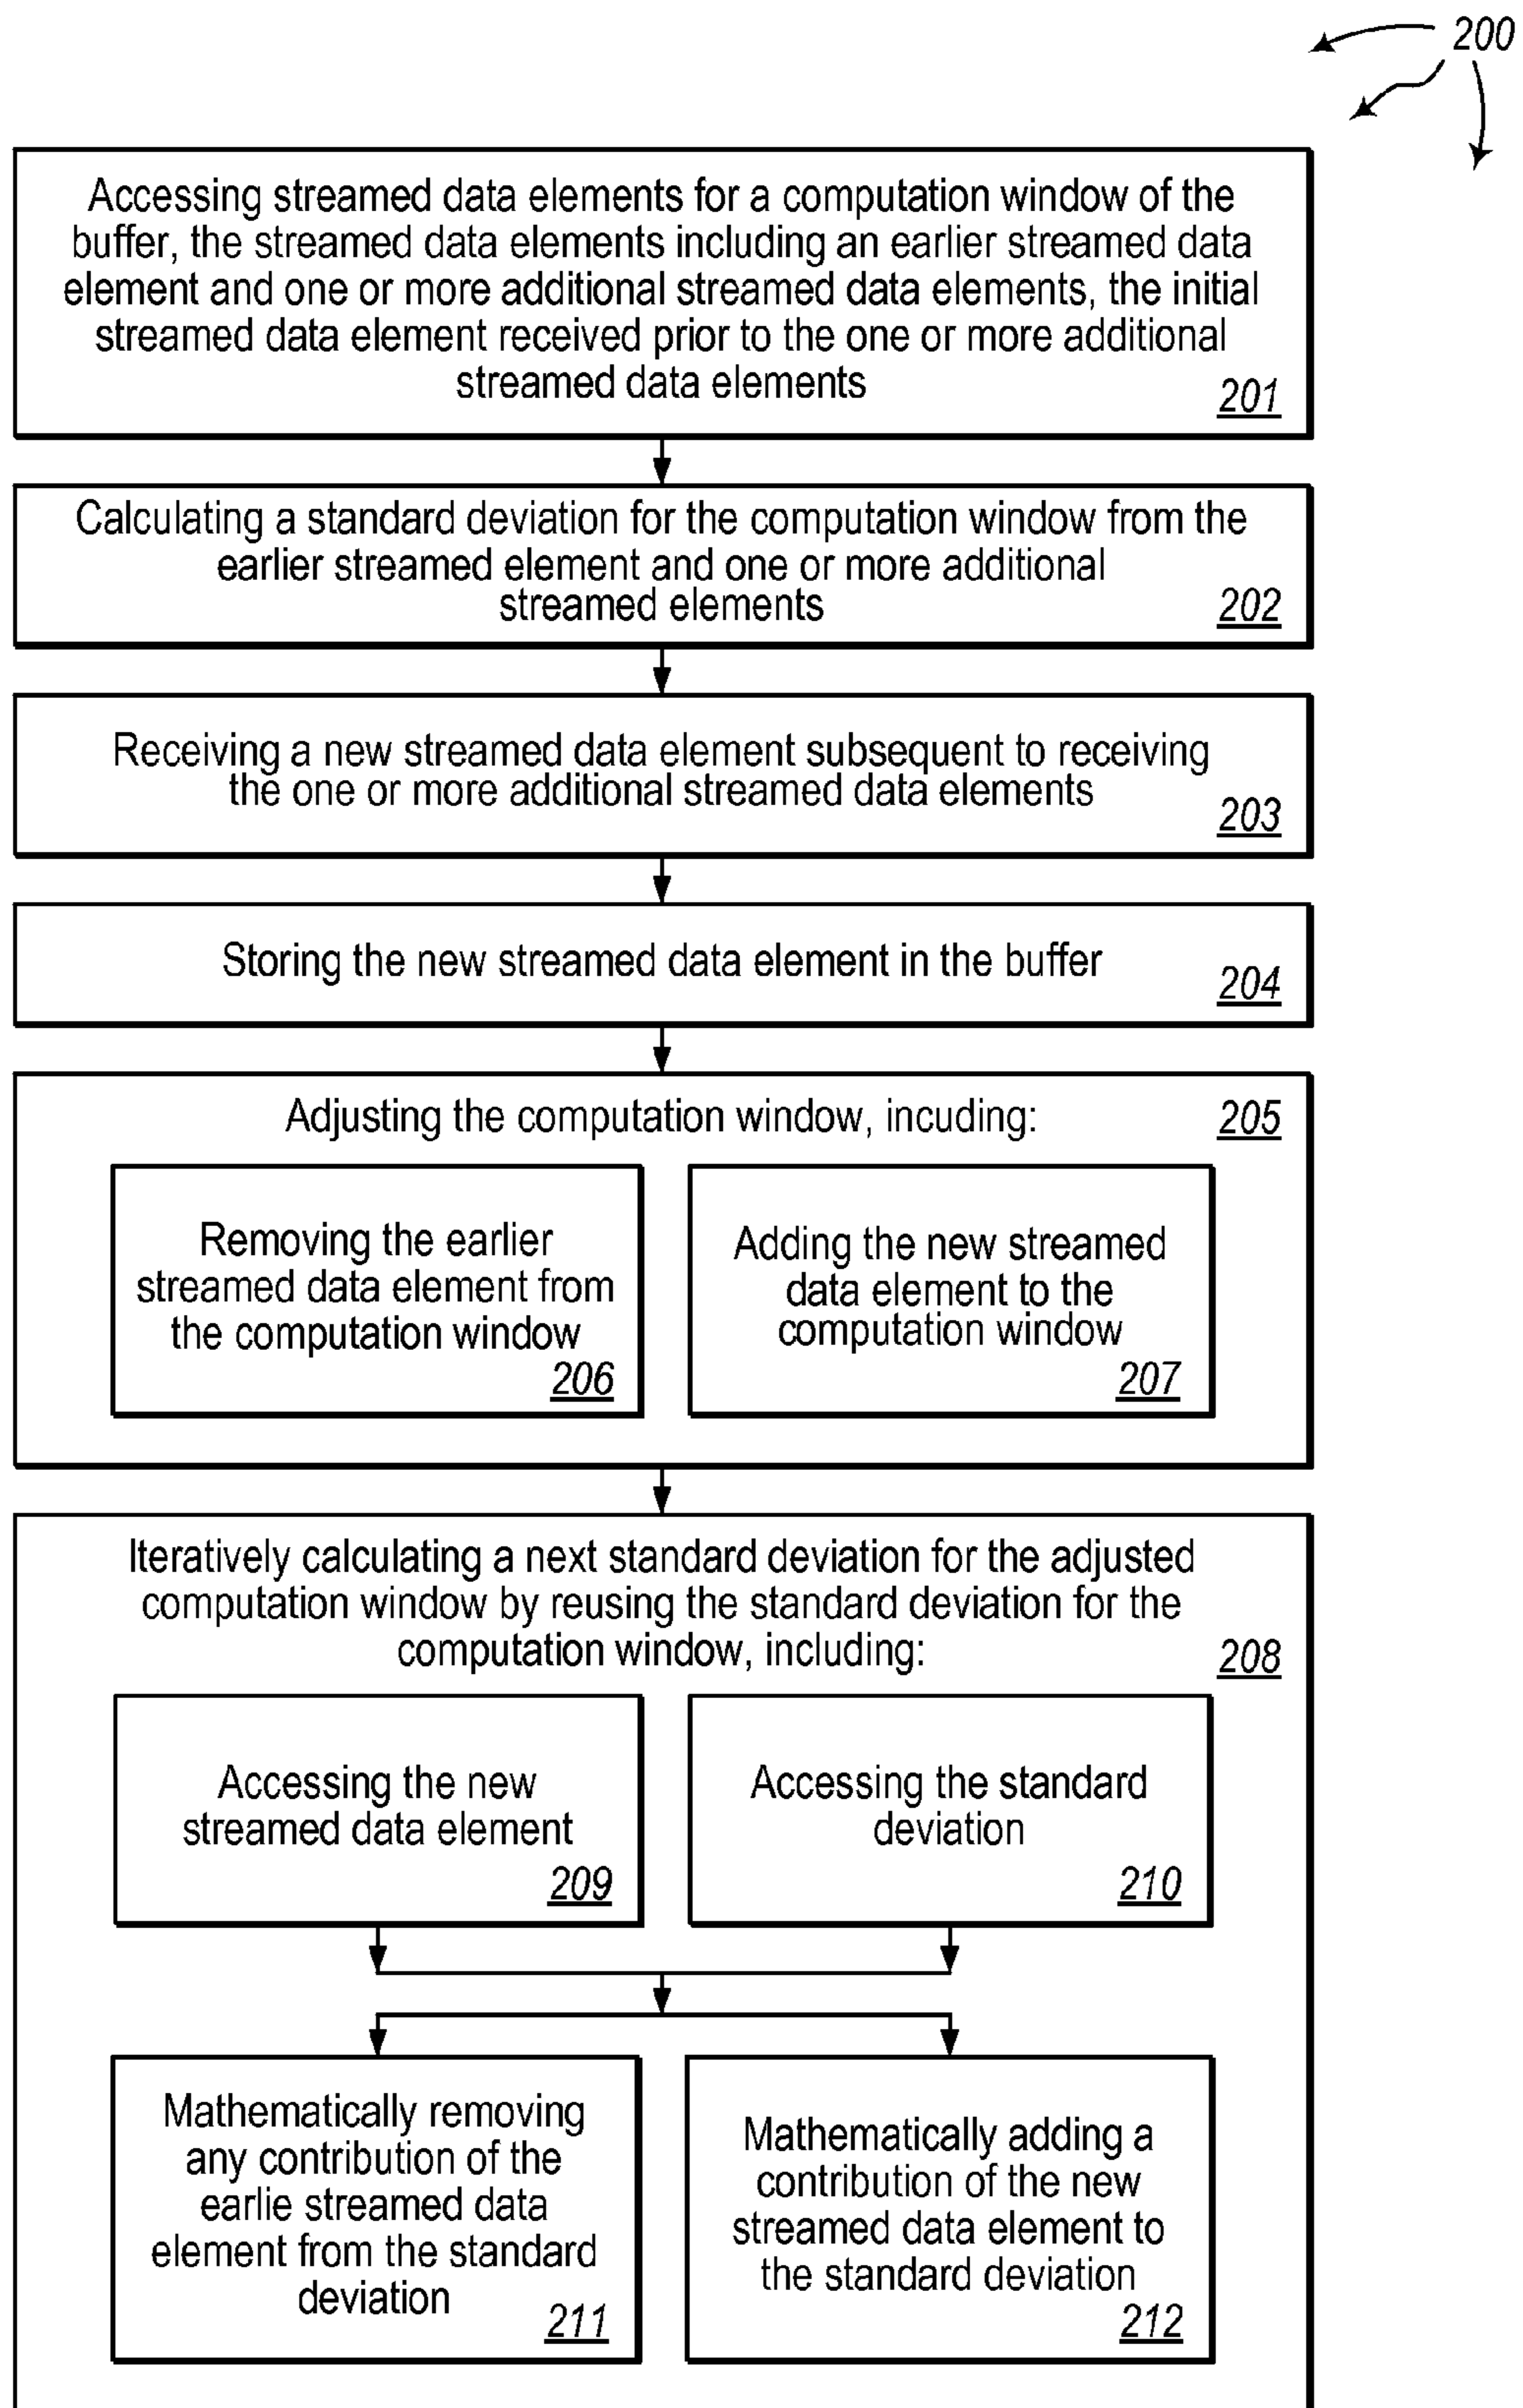 200
Accessing streamed data elements for a computation window of the
buffer, the streamed data elements including an earlier streamed data
element and one or more additional streamed data elements, the initial
streamed data element received prior to the one or more additional
streamed data elements
201
Calculating a standard deviation for the computation window from the
earlier streamed element and one or more additional
streamed elements
202
Receiving a new streamed data element subsequent to receiving
the one or more additional streamed data elements
203
Storing the new streamed data element in the buffer
204
Adjusting the computation window, incuding:
205
Removing the earlier
streamed data element from
the computation window
206
Adding the new streamed
data element to the
computation window
207
Iteratively calculating a next standard deviation for the adjusted
computation window by reusing the standard deviation for the
computation window, including:
208
Accessing the new
streamed data element
209
Accessing the standard
deviation
210
Mathematically removing
any contribution of the
earlie streamed data
element from the standard
deviation
211
Mathematically adding a
contribution of the new
streamed data element to
the standard deviation
212